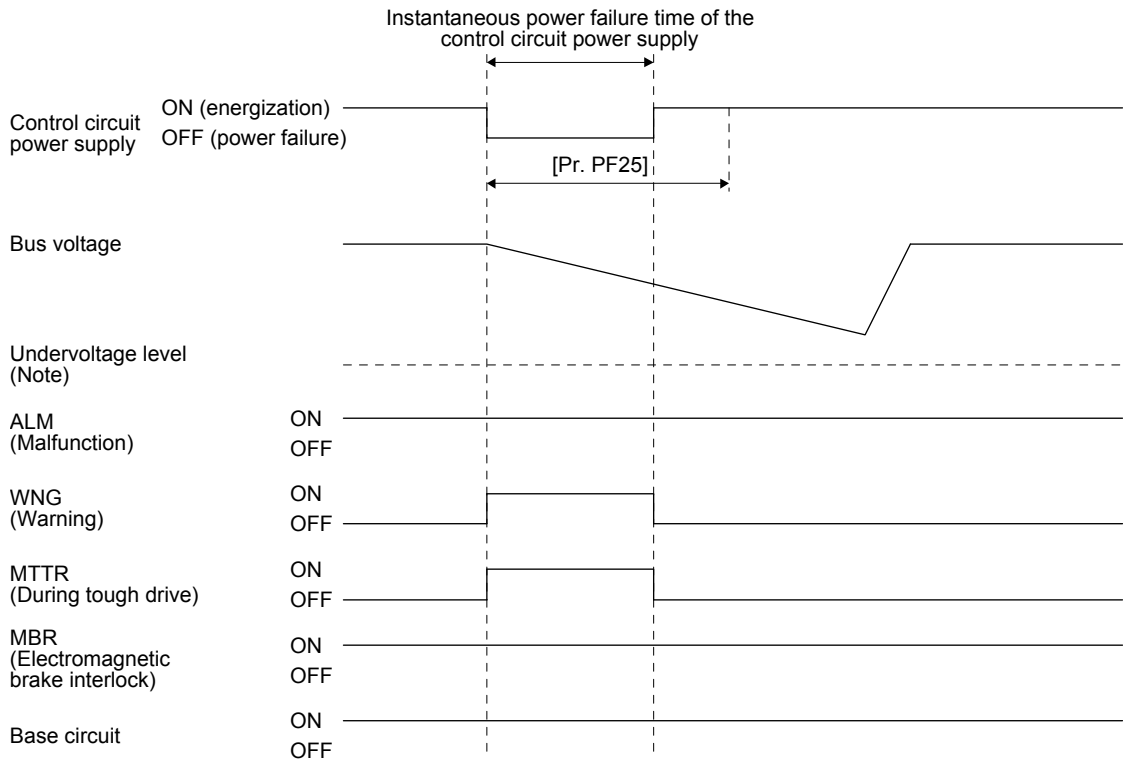 Instantaneous power failure time of the
control circuit power supply
Control circuit
power supply
ON (energization)
OFF (power failure)
[Pr. PF25]
Bus voltage
Undervoltage level
(Note)
ALM
(Malfunction)
ON
OFF
WNG
(Warning)
ON
OFF
MTTR
(During tough drive)
ON
OFF
MBR
(Electromagnetic
brake interlock)
ON
OFF
Base circuit
ON
OFF